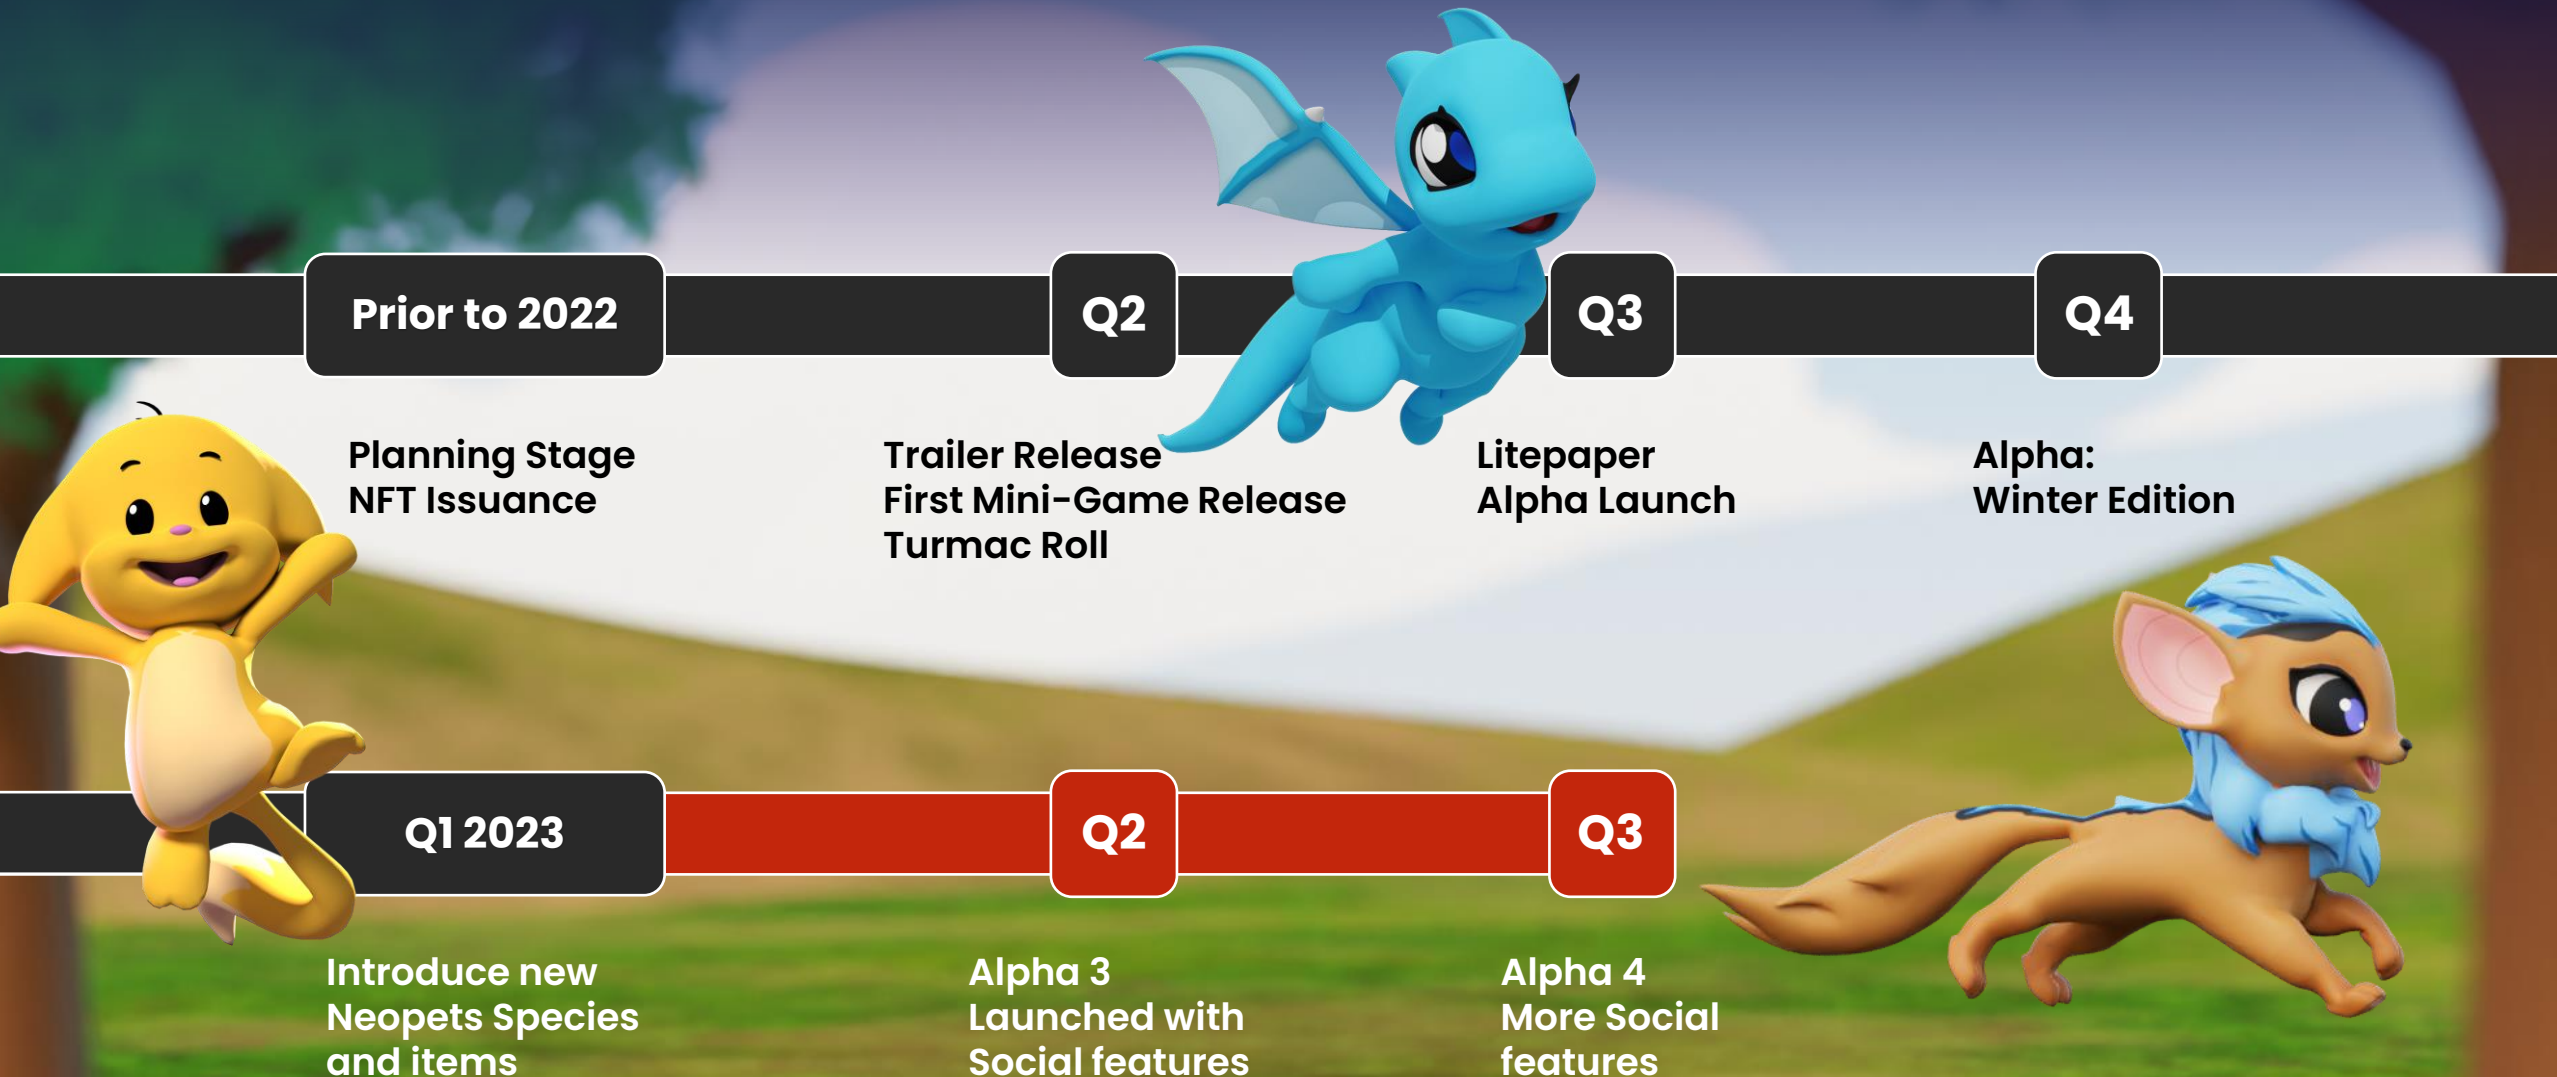 Prior to 2022
Q2
Q3
Q4
Planning Stage
NFT Issuance
Trailer Release
First Mini-Game Release
Turmac Roll
Litepaper
Alpha Launch
Alpha:
Winter Edition
Q1 2023
Q2
Q3
Introduce new
Neopets Species
and items
Alpha 3
Launched with
Social features
Alpha 4
More Social
features